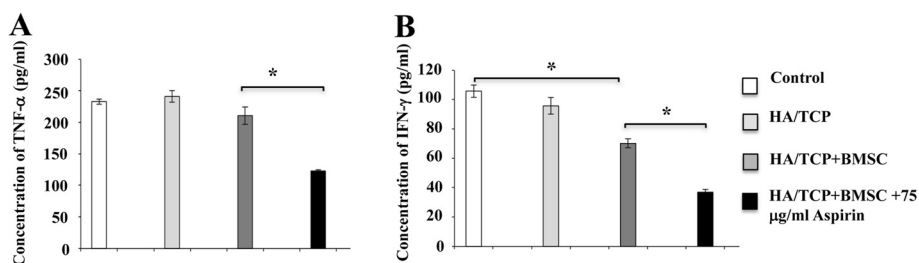 A
Concentration of TNF-α (pg/ml)
300
250
200
150
100
50
0
*
B
Concentration of IFN-γ (pg/ml)
120
100
80
60
40
20
0
*
*
Control
HA/TCP
HA/TCP+BMSC
HA/TCP+BMSC +75
μg/ml Aspirin